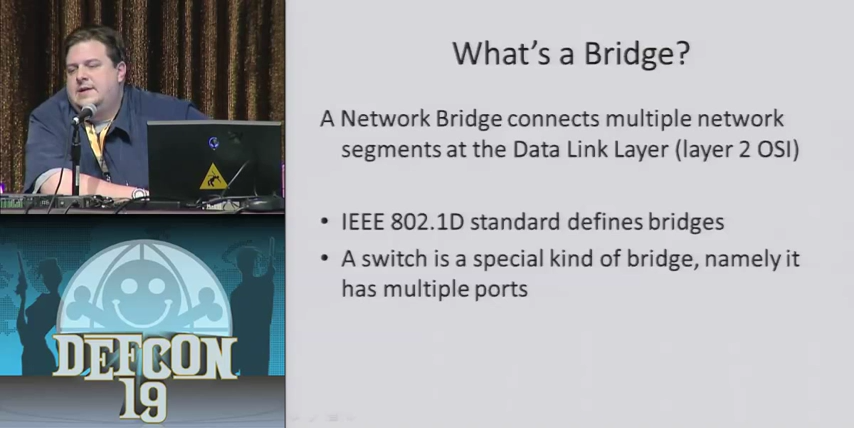 What's a Bridge?
A Network Bridge connects multiple network
segments at the Data Link Layer (layer 2 OSI)
• IEEE 802.1D standard defines bridges
• A switch is a special kind of bridge, namely it
has multiple ports
DEFCON
19